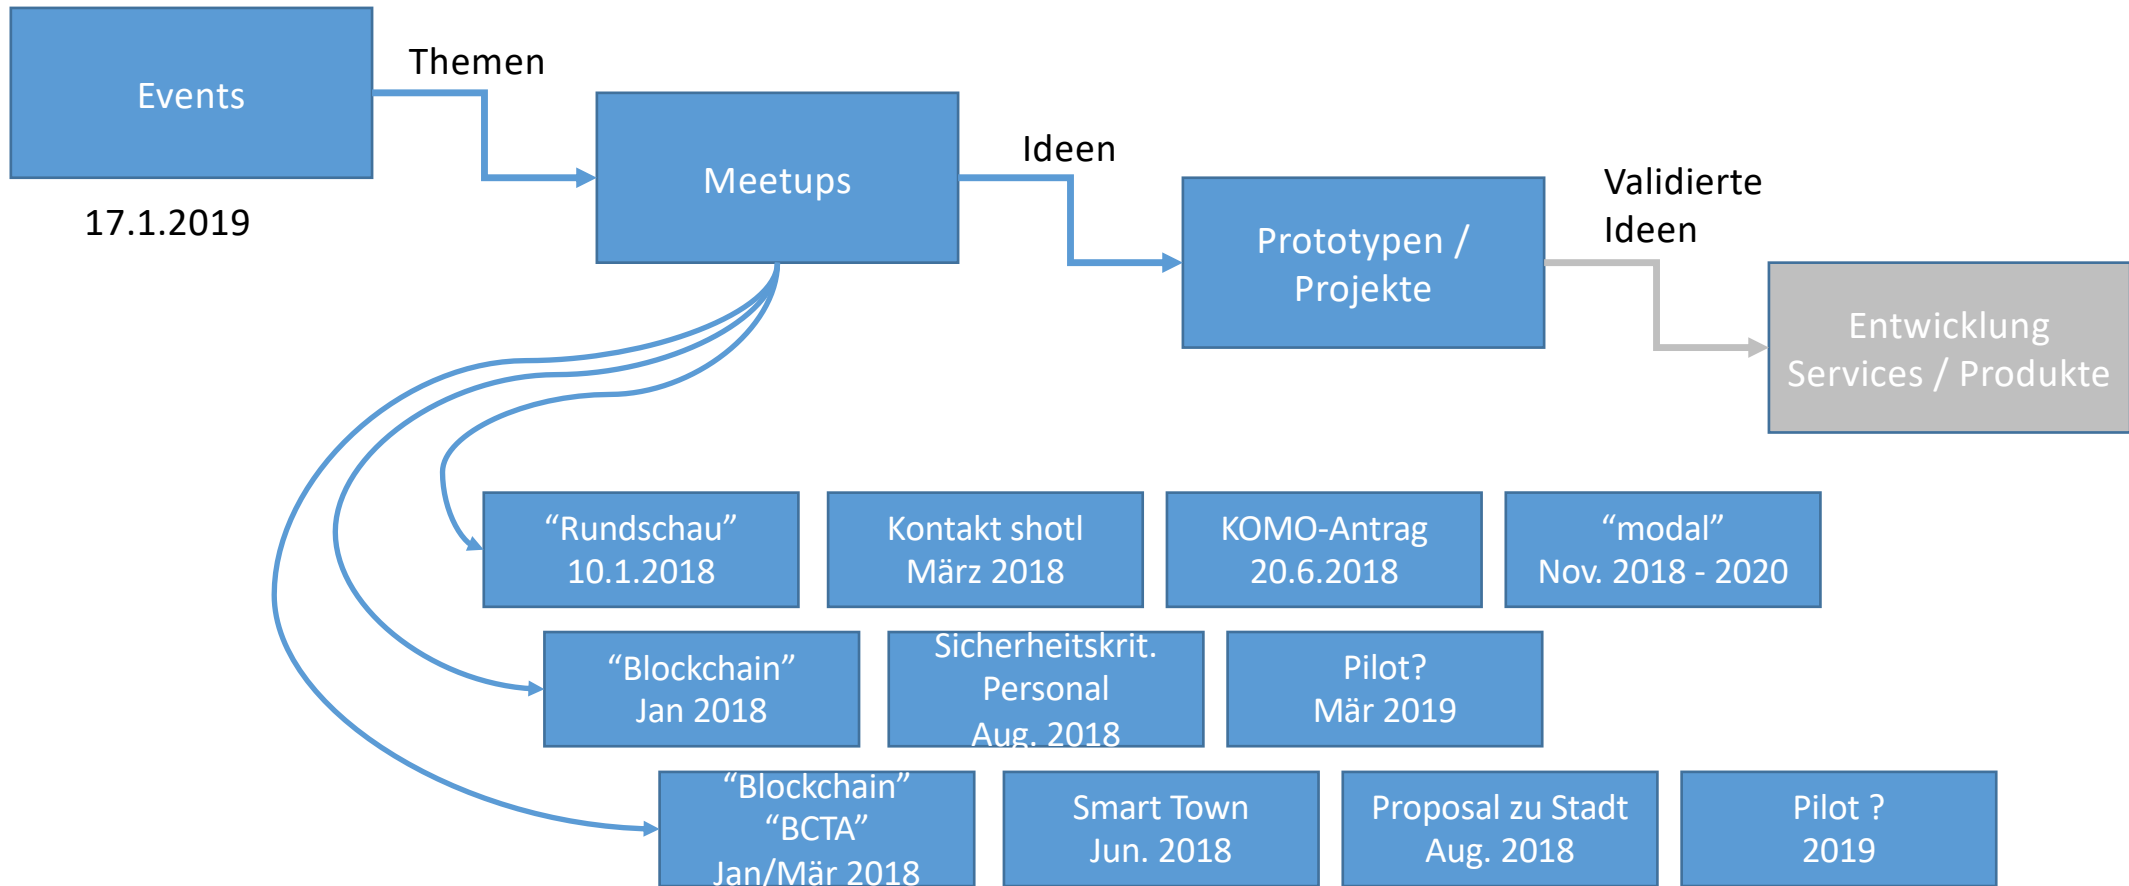 Events
Themen
17.1.2019
Meetups
Ideen
Prototypen /
Projekte
Validierte
Ideen
Entwicklung
Services / Produkte
“Rundschau”
10.1.2018
Kontakt shotl
März 2018
KOMO-Antrag
20.6.2018
“modal”
Nov. 2018 - 2020
“Blockchain”
Jan 2018
Sicherheitskrit.
Personal
Aug. 2018
Pilot?
Mär 2019
“Blockchain”
“BCTA”
Jan/Mär 2018
Smart Town
Jun. 2018
Proposal zu Stadt
Aug. 2018
Pilot ?
2019